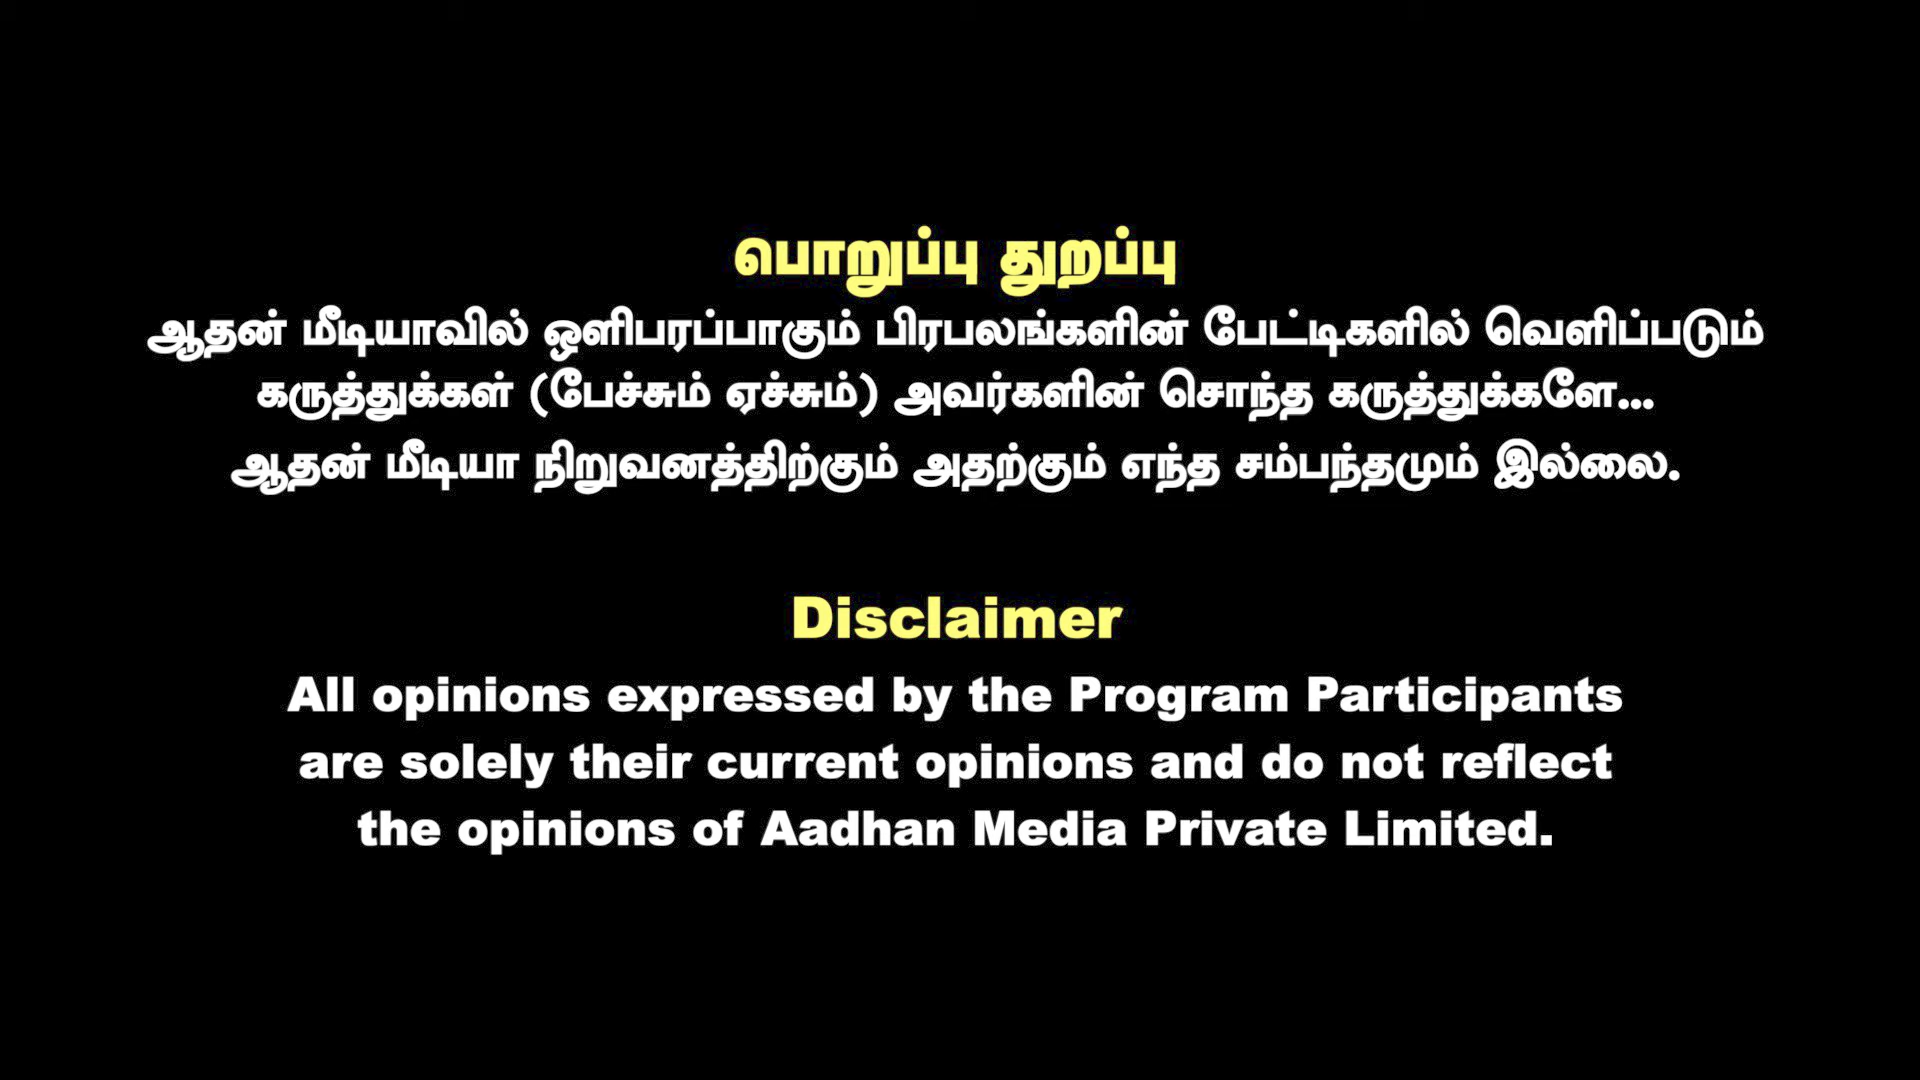 பொறுப்பு துறப்பு
ஆதன் மீடியாவில் ஒளிபரப்பாகும் பிரபலங்களின் பேட்டிகளில் வெளிப்படும்
கருத்துக்கள் (பேச்சும் ஏச்சும்) அவர்களின் சொந்த கருத்துக்களே...
ஆதன் மீடியா நிறுவனத்திற்கும் அதற்கும் எந்த சம்பந்தமும் இல்லை.
Disclaimer
All opinions expressed by the Program Participants
are solely their current opinions and do not reflect
the opinions of Aadhan Media Private Limited.